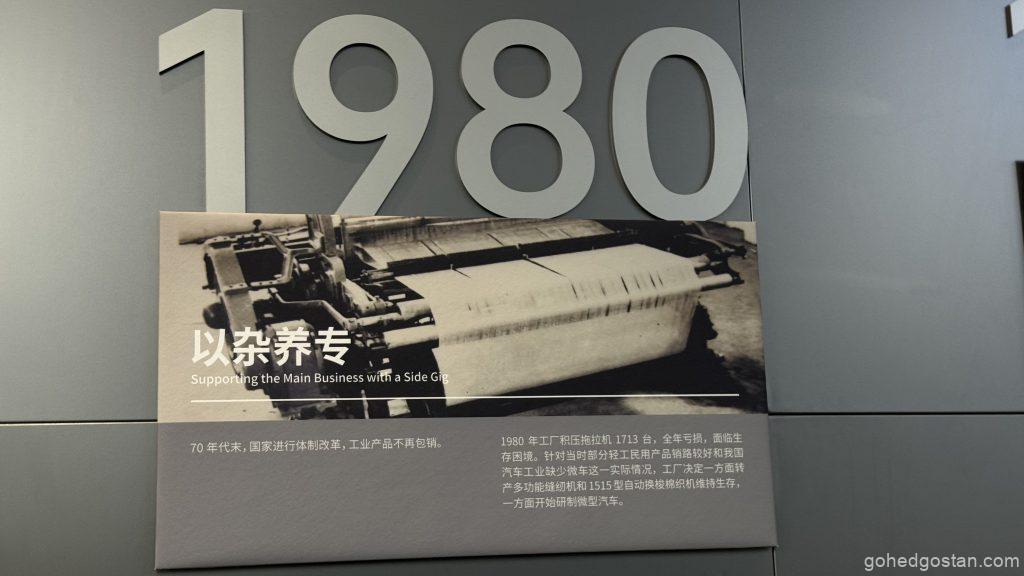 1980
以杂养专
Supporting the Main Business with a Side Gig
70 年代末，国家进行体制改革，工业产品不再包销。
1980 年工厂积压拖拉机 1713 台，全年亏损，面临生
存困境。针对当时部分轻工民用产品销路较好和我国
汽车工业缺少微车这一实际情况，工厂决定一方面转
产多功能缝纫机和 1515 型自动换梭棉织机维持生存，
一方面开始研制微型汽车。
gohedgostan.com